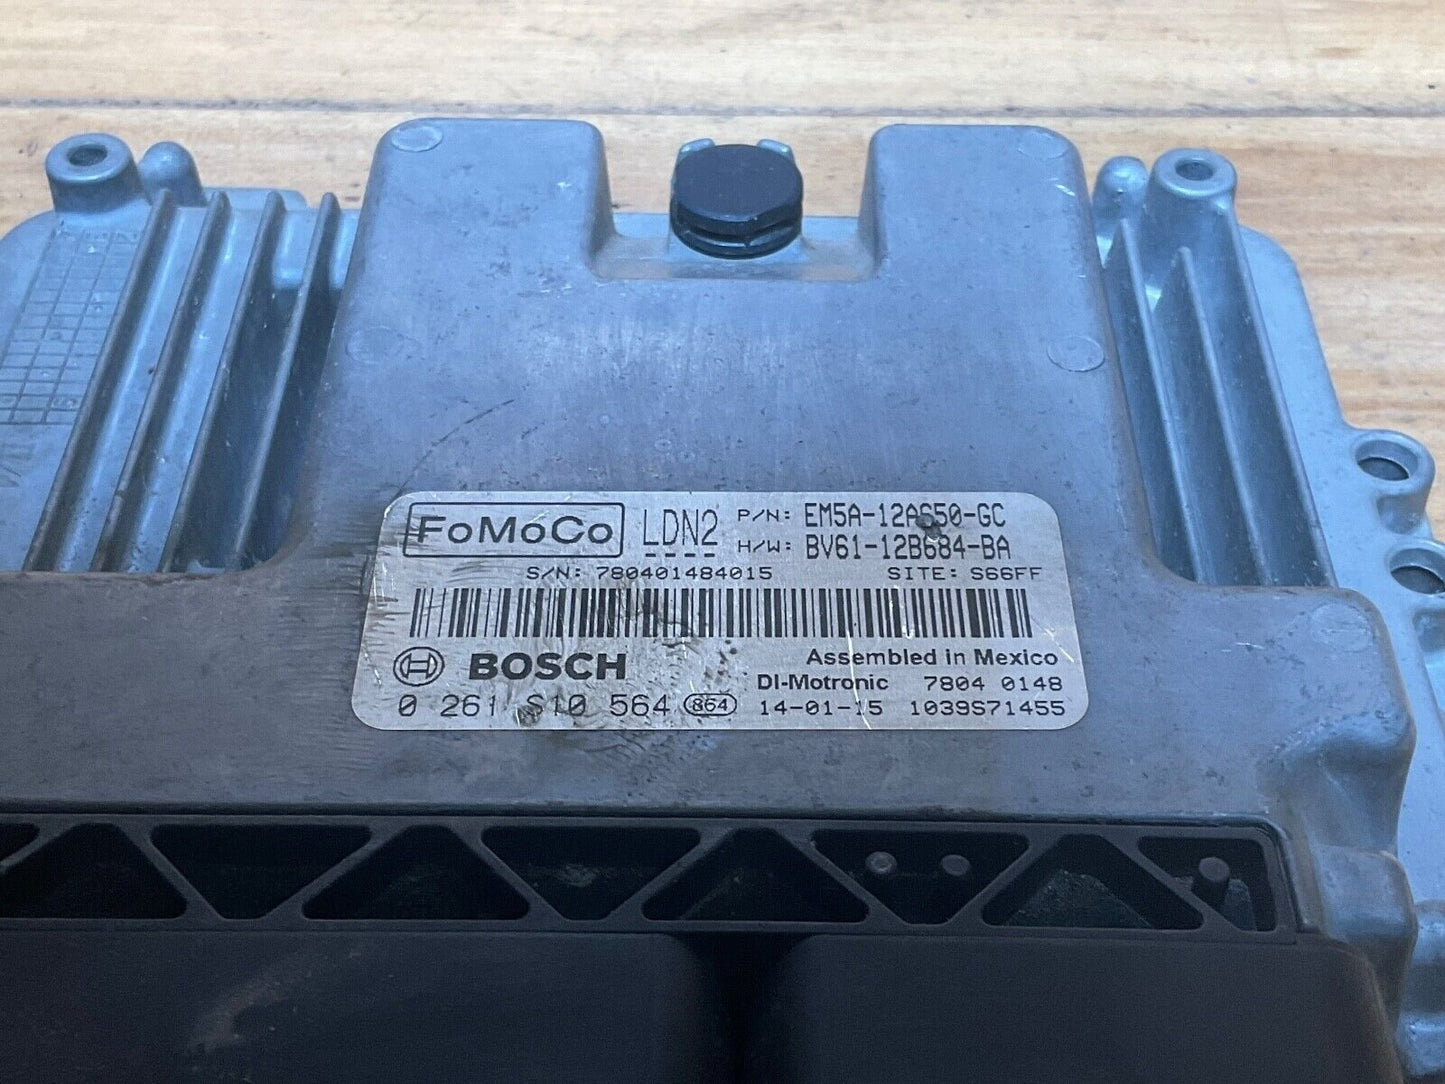 FoMoCo LDN2 P/N: EM5A-12A650-GC
H/W: BV61-12B684-BA
S/N: 780401484015 SITE: S66FF
BOSCH Assembled in Mexico
DI-Motronic 7804 0148
0 261 S10 564 864 14-01-15 1039S71455